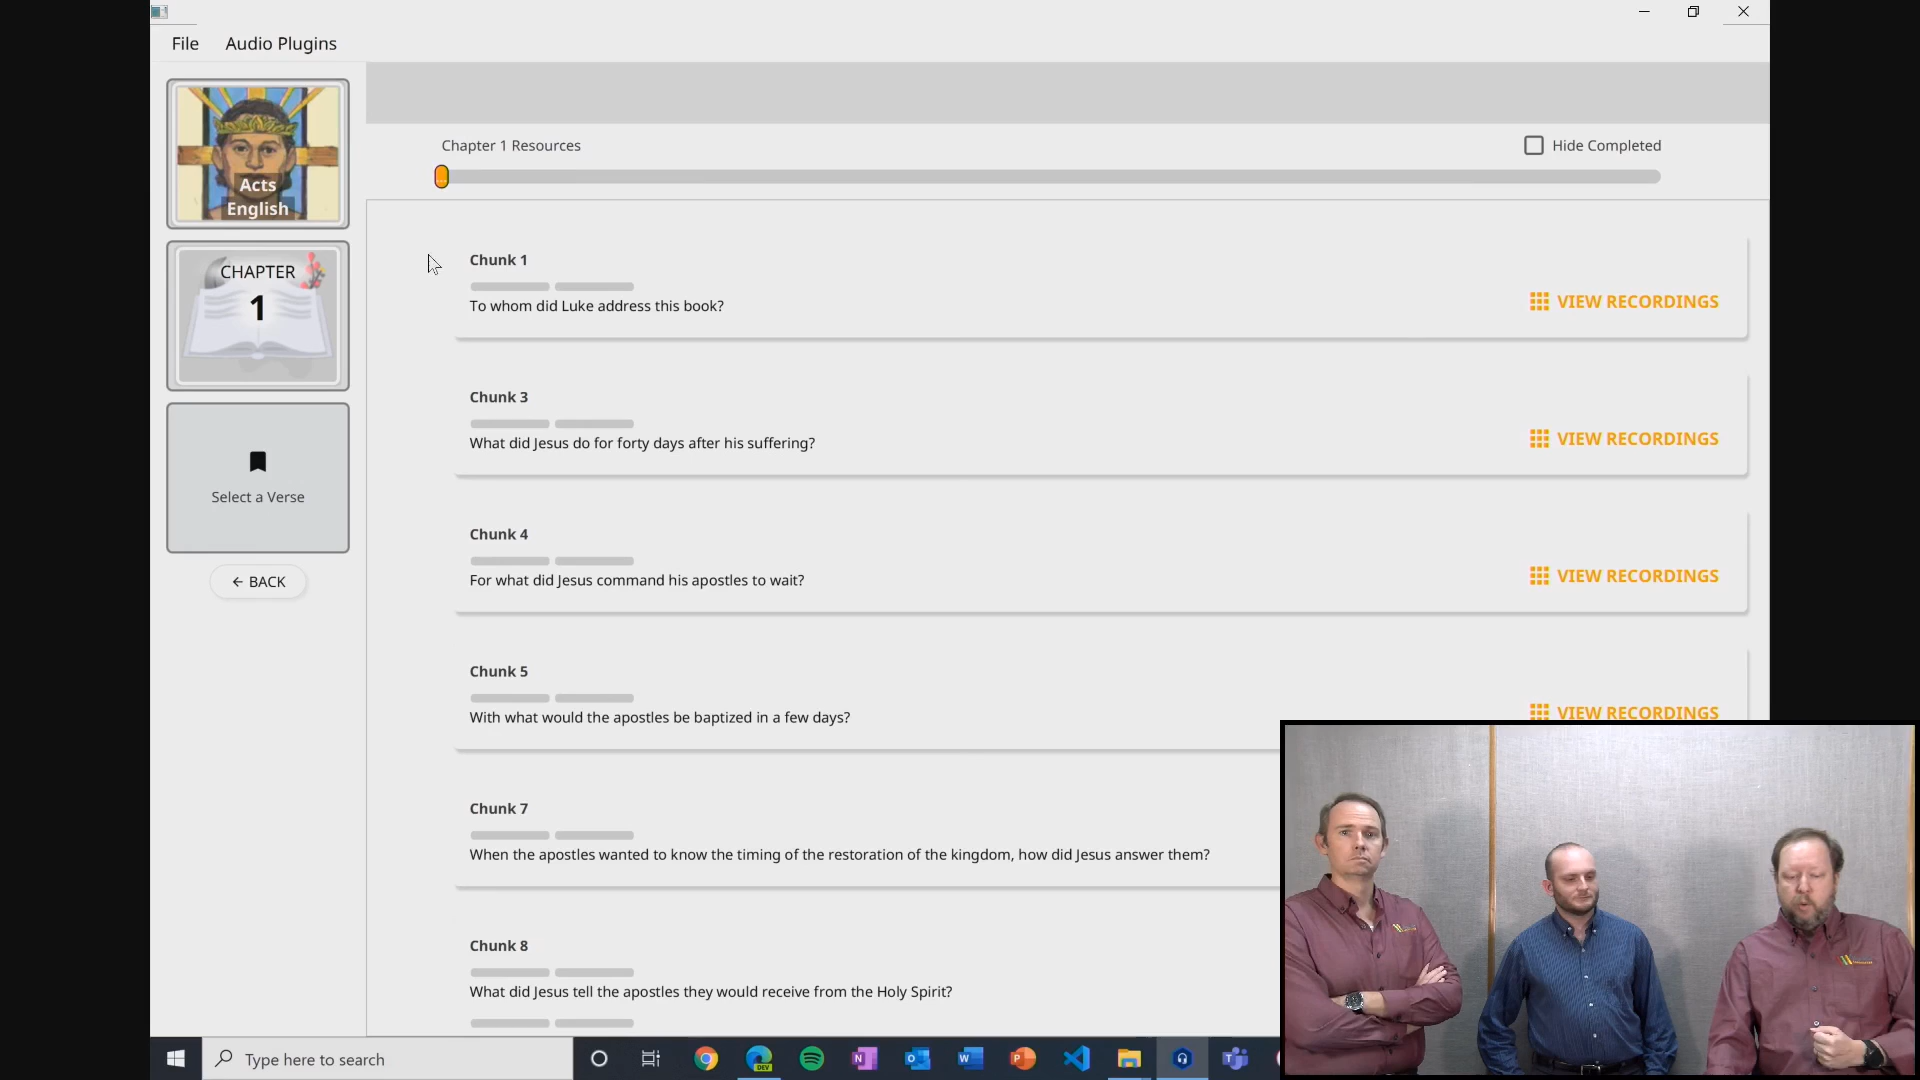 File Audio Plugins
Acts
English
CHAPTER
1
Select a Verse
← BACK
Chapter 1 Resources
Hide Completed
Chunk 1
To whom did Luke address this book?
VIEW RECORDINGS
Chunk 3
What did Jesus do for forty days after his suffering?
VIEW RECORDINGS
Chunk 4
For what did Jesus command his apostles to wait?
VIEW RECORDINGS
Chunk 5
With what would the apostles be baptized in a few days?
VIEW RECORDINGS
Chunk 7
When the apostles wanted to know the timing of the restoration of the kingdom, how did Jesus answer them?
Chunk 8
What did Jesus tell the apostles they would receive from the Holy Spirit?
Type here to search